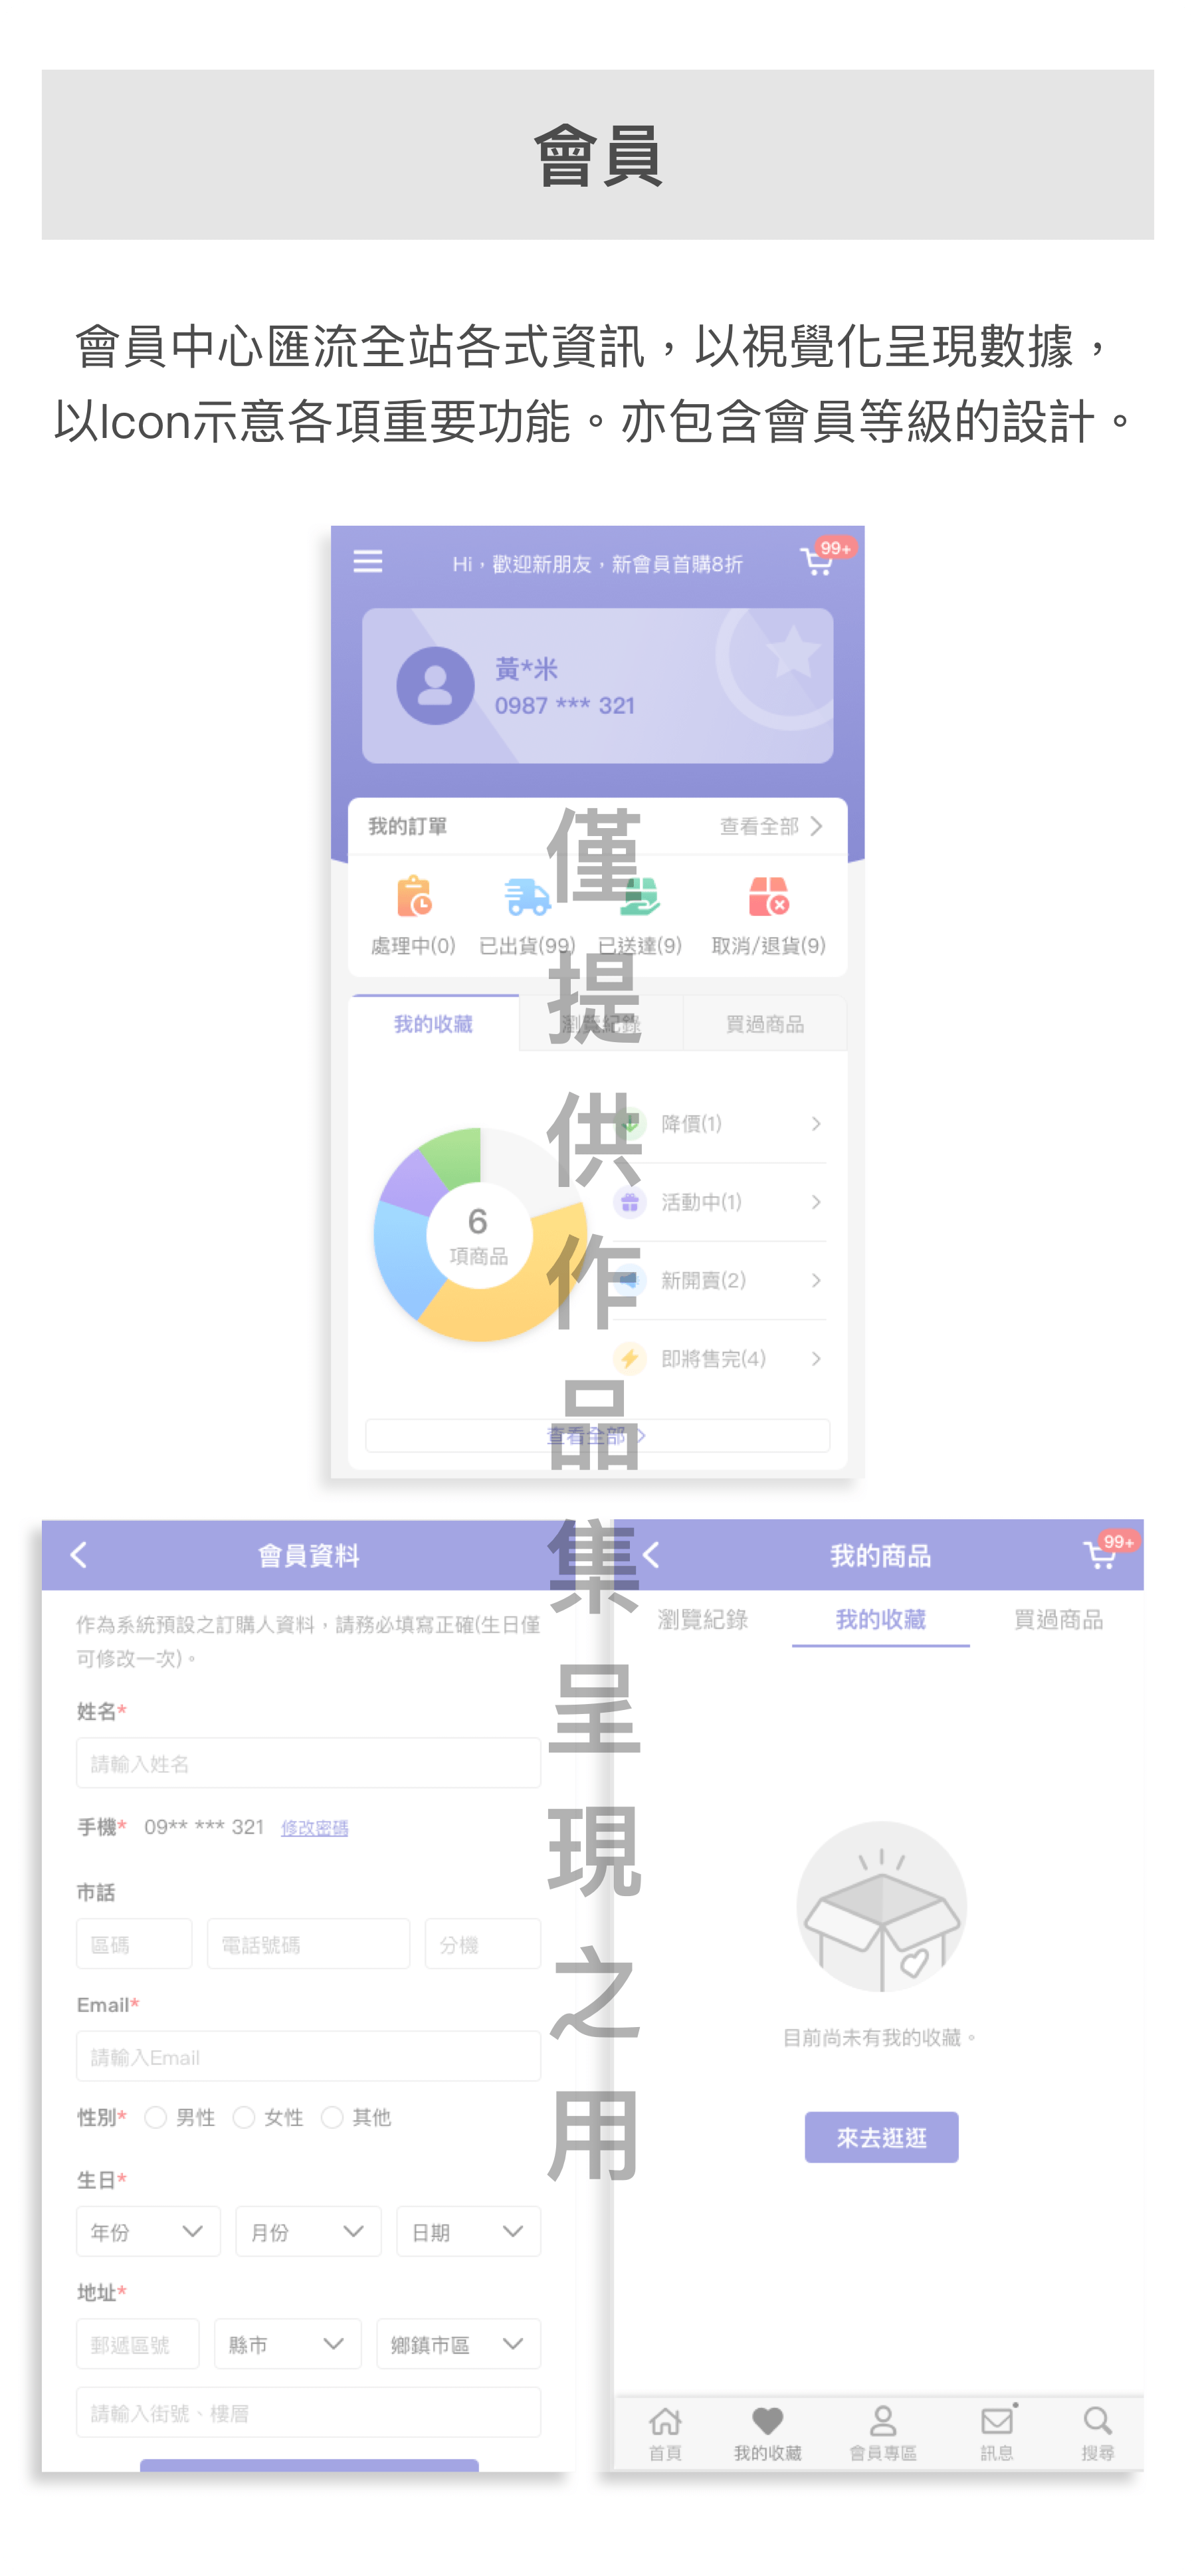 會員
會員中心匯流全站各式資訊，以視覺化呈現數據，
以Icon示意各項重要功能。亦包含會員等級的設計。
Hi，歡迎新朋友，新會員首購8折
99+
黃*米
0987 *** 321
我的訂單
查看全部
處理中(0)
已出貨(99)
已送達(9)
取消/退貨(9)
我的收藏
瀏覽紀錄
買過商品
6
項商品
降價(1)
活動中(1)
新開賣(2)
即將售完(4)
查看全部
僅提供作品集呈現之用
會員資料
作為系統預設之訂購人資料，請務必填寫正確(生日僅
可修改一次)。
姓名*
請輸入姓名
手機* 09** *** 321 修改密碼
市話
區碼
電話號碼
分機
Email*
請輸入Email
性別* 男性 女性 其他
生日*
年份
月份
日期
地址*
郵遞區號
縣市
鄉鎮市區
請輸入街號、樓層
我的商品
99+
瀏覽紀錄
我的收藏
買過商品
目前尚未有我的收藏。
來去逛逛
首頁
我的收藏
會員專區
訊息
搜尋